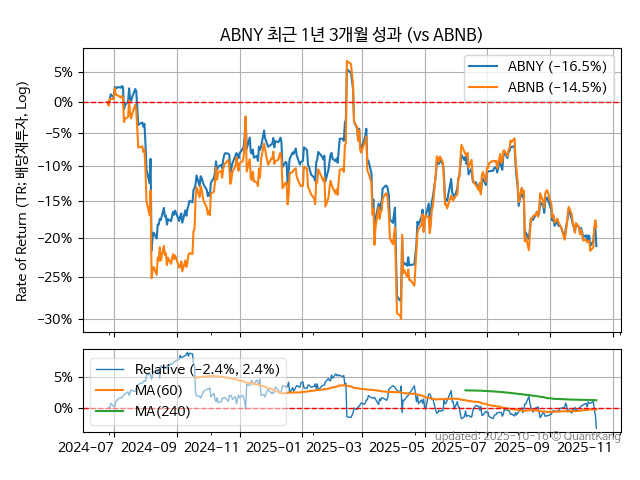 ABNY 최근 1년 3개월 성과 (vs ABNB)
Rate of Return (TR: 배당재투자, Log)
5%
0%
−5%
−10%
−15%
−20%
−25%
−30%
ABNY (−16.5%)
ABNB (−14.5%)
5%
0%
Relative (−2.4%, 2.4%)
MA(60)
MA(240)
updated: 2025-10-16 © QuantKang
2024-07 2024-09 2024-11 2025-01 2025-03 2025-05 2025-07 2025-09 2025-11